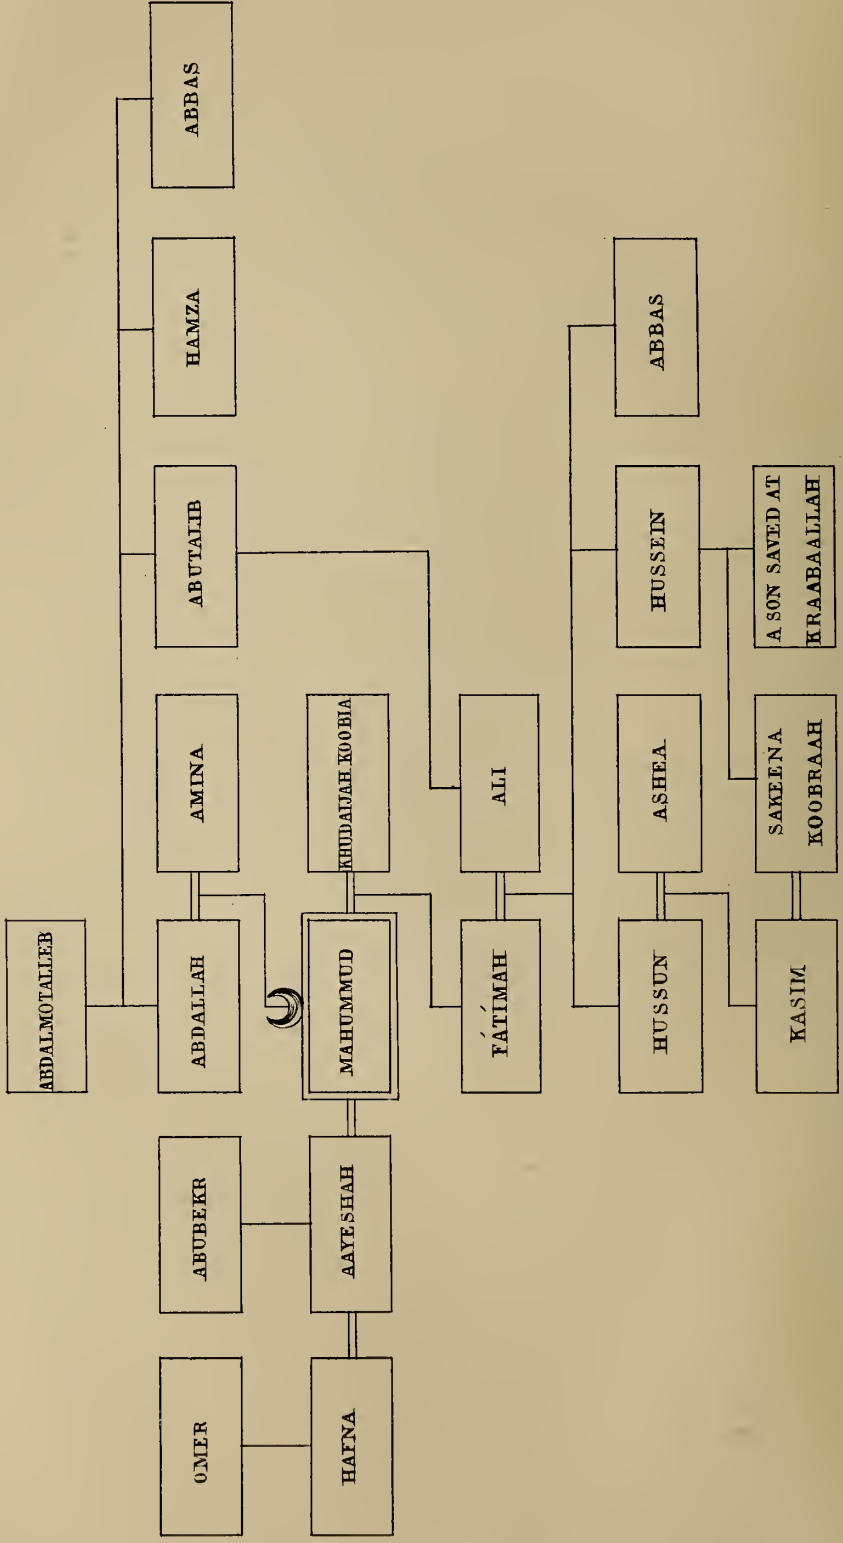 ABDALMOTALLEB
OMER
ABUBEKR
ABDALLAH
AMINA
ABUTALIB
HAMZA
ABBAS
HAFNA
AAYESHAH
MAHUMMUD
KHUDAIJAH KOOBIA
FÁTÍMAH
ALI
HUSSUN
ASHEA
HUSSEIN
ABBAS
KASIM
SAKEENA
KOOBRAAH
A SON SAVED AT
KRAABAALLAH